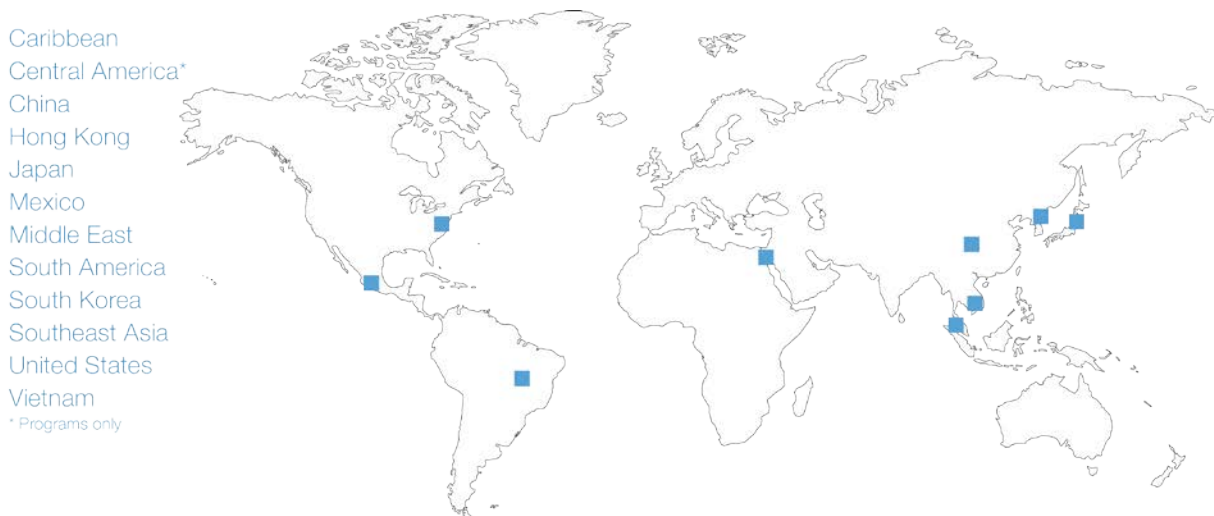 Caribbean
Central America*
China
Hong Kong
Japan
Mexico
Middle East
South America
South Korea
Southeast Asia
United States
Vietnam
* Programs only